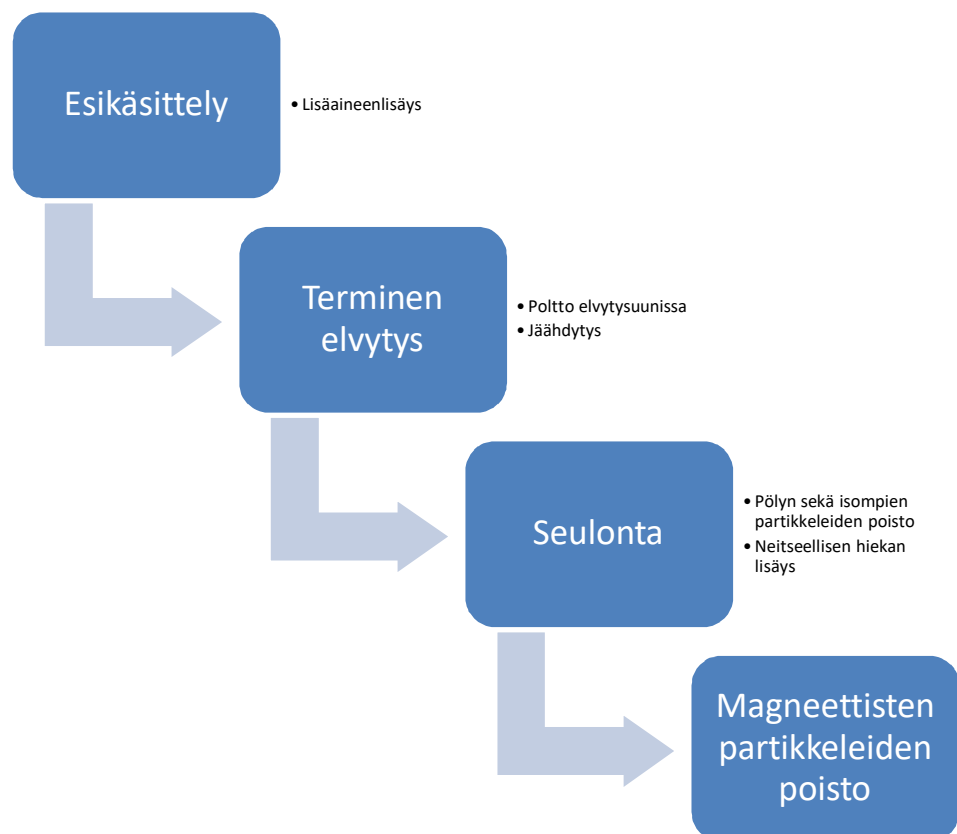 Esikäsittely
• Lisäaineenlisäys
Terminen
elvytys
• Poltto elvytysuunissa
• Jäähdytys
Seulonta
• Pölyn sekä isompien
partikkeleiden poisto
• Neitseellisen hiekan
lisäys
Magneettisten
partikkeleiden
poisto